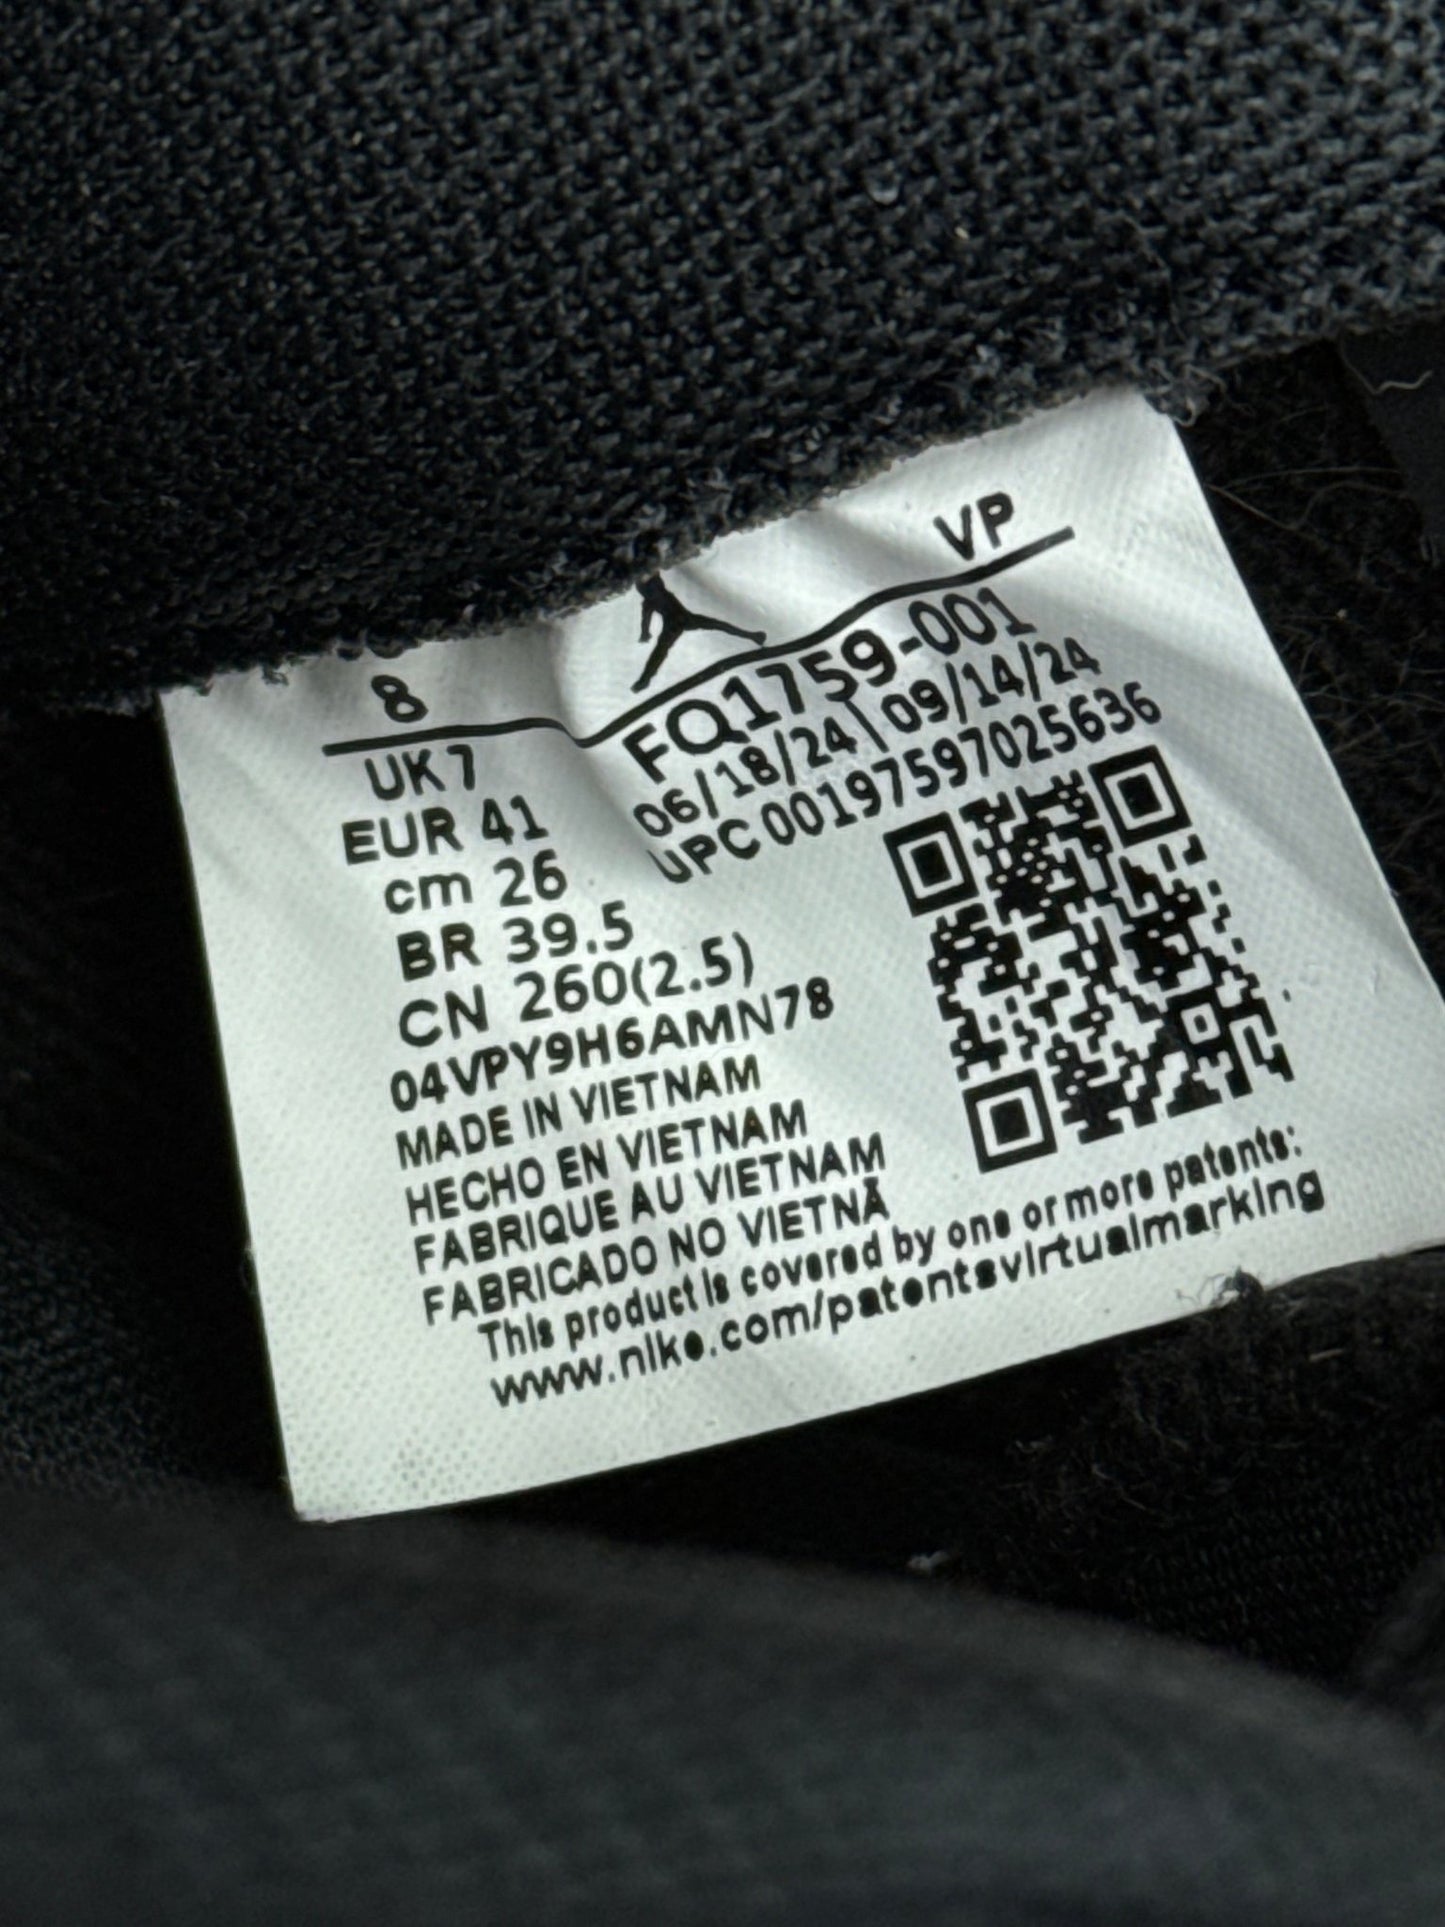 8
VP
UK 7
EUR 41
cm 26
BR 39.5
CN 260(2.5)
04VPY9H6AMN78
MADE IN VIETNAM
HECHO EN VIETNAM
FABRIQUE AU VIETNAM
FABRICADO NO VIETNÃ
FQ1759-001
06/18/24|09/14/24
UPC 00197597025636
This product is covered by one or more patents:
www.nike.com/patentsvirtualmarking